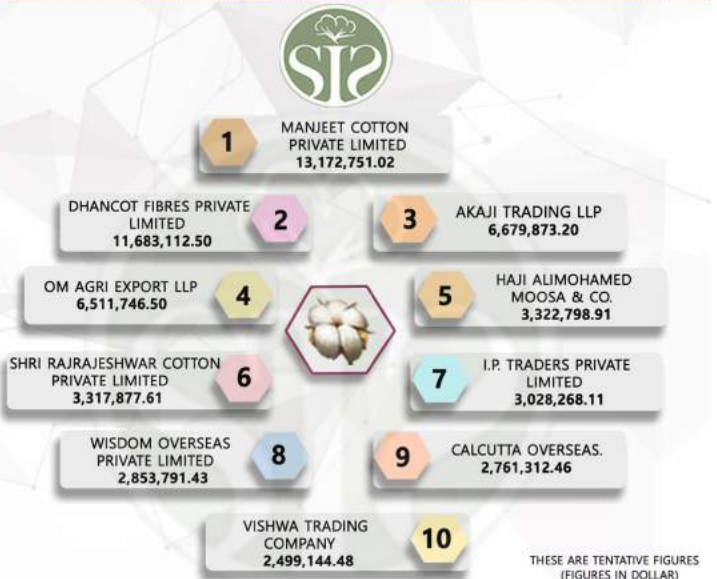 SIS
1
MANJEET COTTON
PRIVATE LIMITED
13,172,751.02
DHANCOT FIBRES PRIVATE
LIMITED
11,683,112.50
2
3
AKAJI TRADING LLP
6,679,873.20
OM AGRI EXPORT LLP
6,511,746.50
4
5
HAJI ALIMOHAMED
MOOSA & CO.
3,322,798.91
SHRI RAJRAJESHWAR COTTON
PRIVATE LIMITED
3,317,877.61
6
7
I.P. TRADERS PRIVATE
LIMITED
3,028,268.11
WISDOM OVERSEAS
PRIVATE LIMITED
2,853,791.43
8
9
CALCUTTA OVERSEAS.
2,761,312.46
VISHWA TRADING
COMPANY
2,499,144.48
10
THESE ARE TENTATIVE FIGURES
(FIGURES IN DOLLAR)